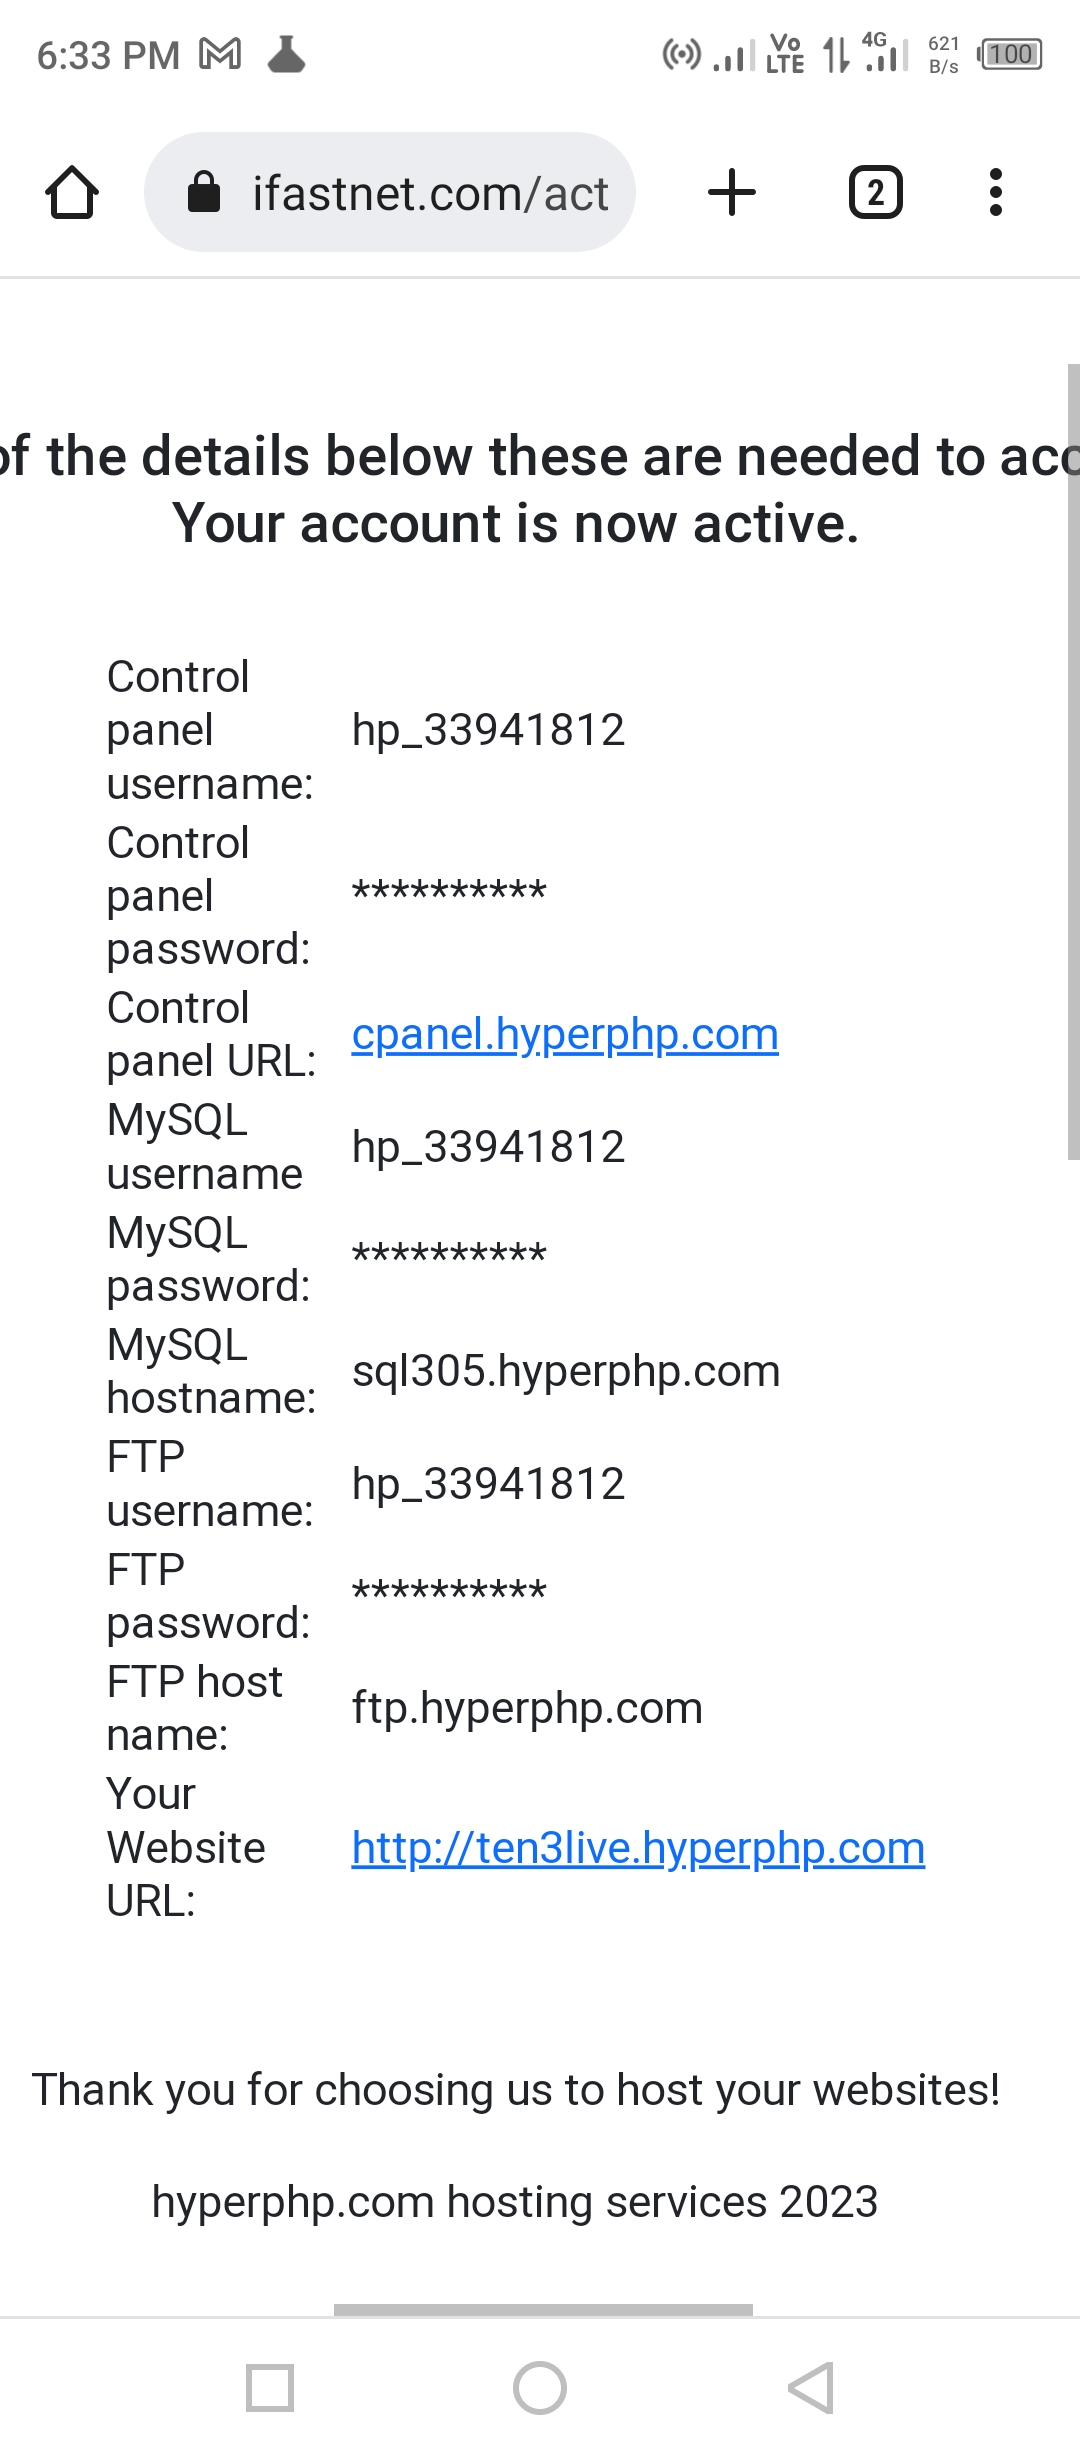 6:33 PM
Vo
LTE
4G
621
B/s
100
ifastnet.com/act
2
of the details below these are needed to acc
Your account is now active.
Control
panel
username:
hp_33941812
Control
panel
password:
**********
Control
panel URL:
cpanel.hyperphp.com
MySQL
username
hp_33941812
MySQL
password:
**********
MySQL
hostname:
sql305.hyperphp.com
FTP
username:
hp_33941812
FTP
password:
**********
FTP host
name:
ftp.hyperphp.com
Your
Website
URL:
http://ten3live.hyperphp.com
Thank you for choosing us to host your websites!
hyperphp.com hosting services 2023